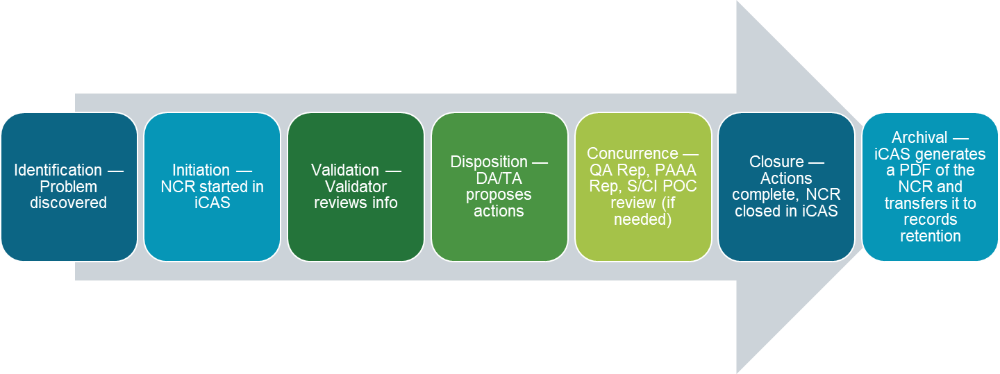 Identification —
Problem
discovered
Initiation —
NCR started in
iCAS
Validation —
Validator
reviews info
Disposition —
DA/TA
proposes
actions
Concurrence —
QA Rep, PAAA
Rep, S/CI POC
review (if
needed)
Closure —
Actions
complete, NCR
closed in iCAS
Archival —
iCAS generates
a PDF of the
NCR and
transfers it to
records
retention